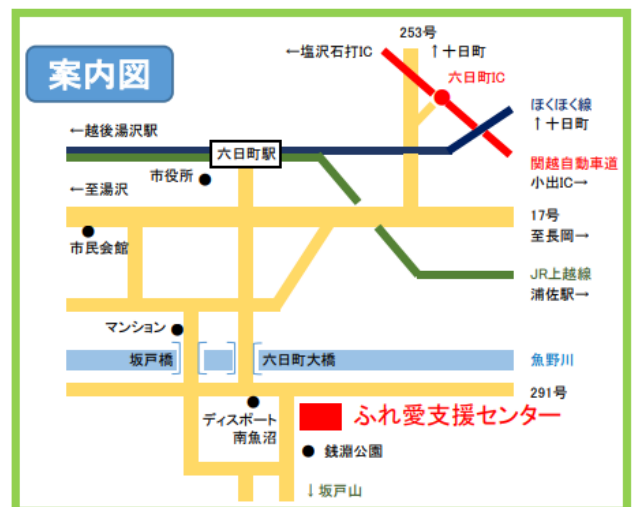 案内図
253号
←塩沢石打IC
↑十日町
六日町IC
ほくほく線
↑十日町
←越後湯沢駅
六日町駅
関越自動車道
小出IC→
市役所
←至湯沢
17号
至長岡→
市民会館
JR上越線
浦佐駅→
マンション
坂戸橋
六日町大橋
魚野川
291号
ディスポート
南魚沼
ふれ愛支援センター
銭淵公園
↓坂戸山